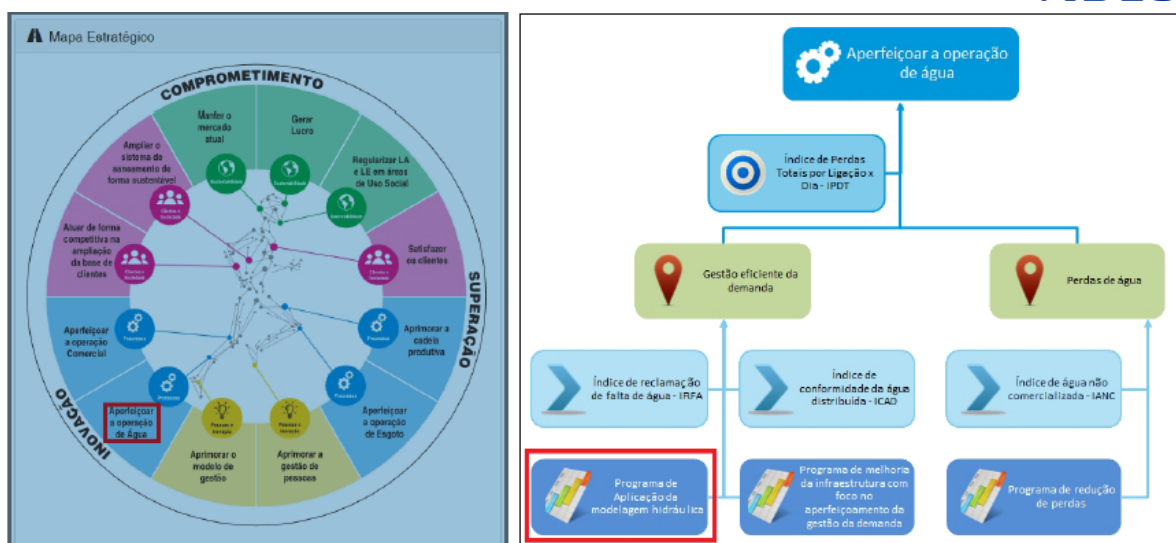 Mapa Estratégico
COMPROMETIMENTO
SUPERAÇÃO
INOVAÇÃO
Manter o
mercado
atual
Gerar
Lucro
Regularizar LA
e LE em áreas
de Uso Social
Satisfazer
os clientes
Aprimorar a
cadeia
produtiva
Aperfeiçoar
a operação
de Esgoto
Aprimorar a
gestão de
pessoas
Aprimorar o
modelo de
gestão
Aperfeiçoar
a operação
de Água
Aperfeiçoar
a operação
Comercial
Atuar de forma
competitiva na
ampliação
da base de
clientes
Ampliar o
sistema de
saneamento de
forma sustentável
Aperfeiçoar a operação
de água
Índice de Perdas
Totais por Ligação x
Dia - IPDT
Gestão eficiente da
demanda
Perdas de água
Índice de reclamação
de falta de água - IRFA
Índice de
conformidade da água
distribuída - ICAD
Índice de água não
comercializada - IANC
Programa de
Aplicação da
modelagem hidráulica
Programa de melhoria
da infraestrutura com
foco no
aperfeiçoamento da
gestão da demanda
Programa de redução
de perdas